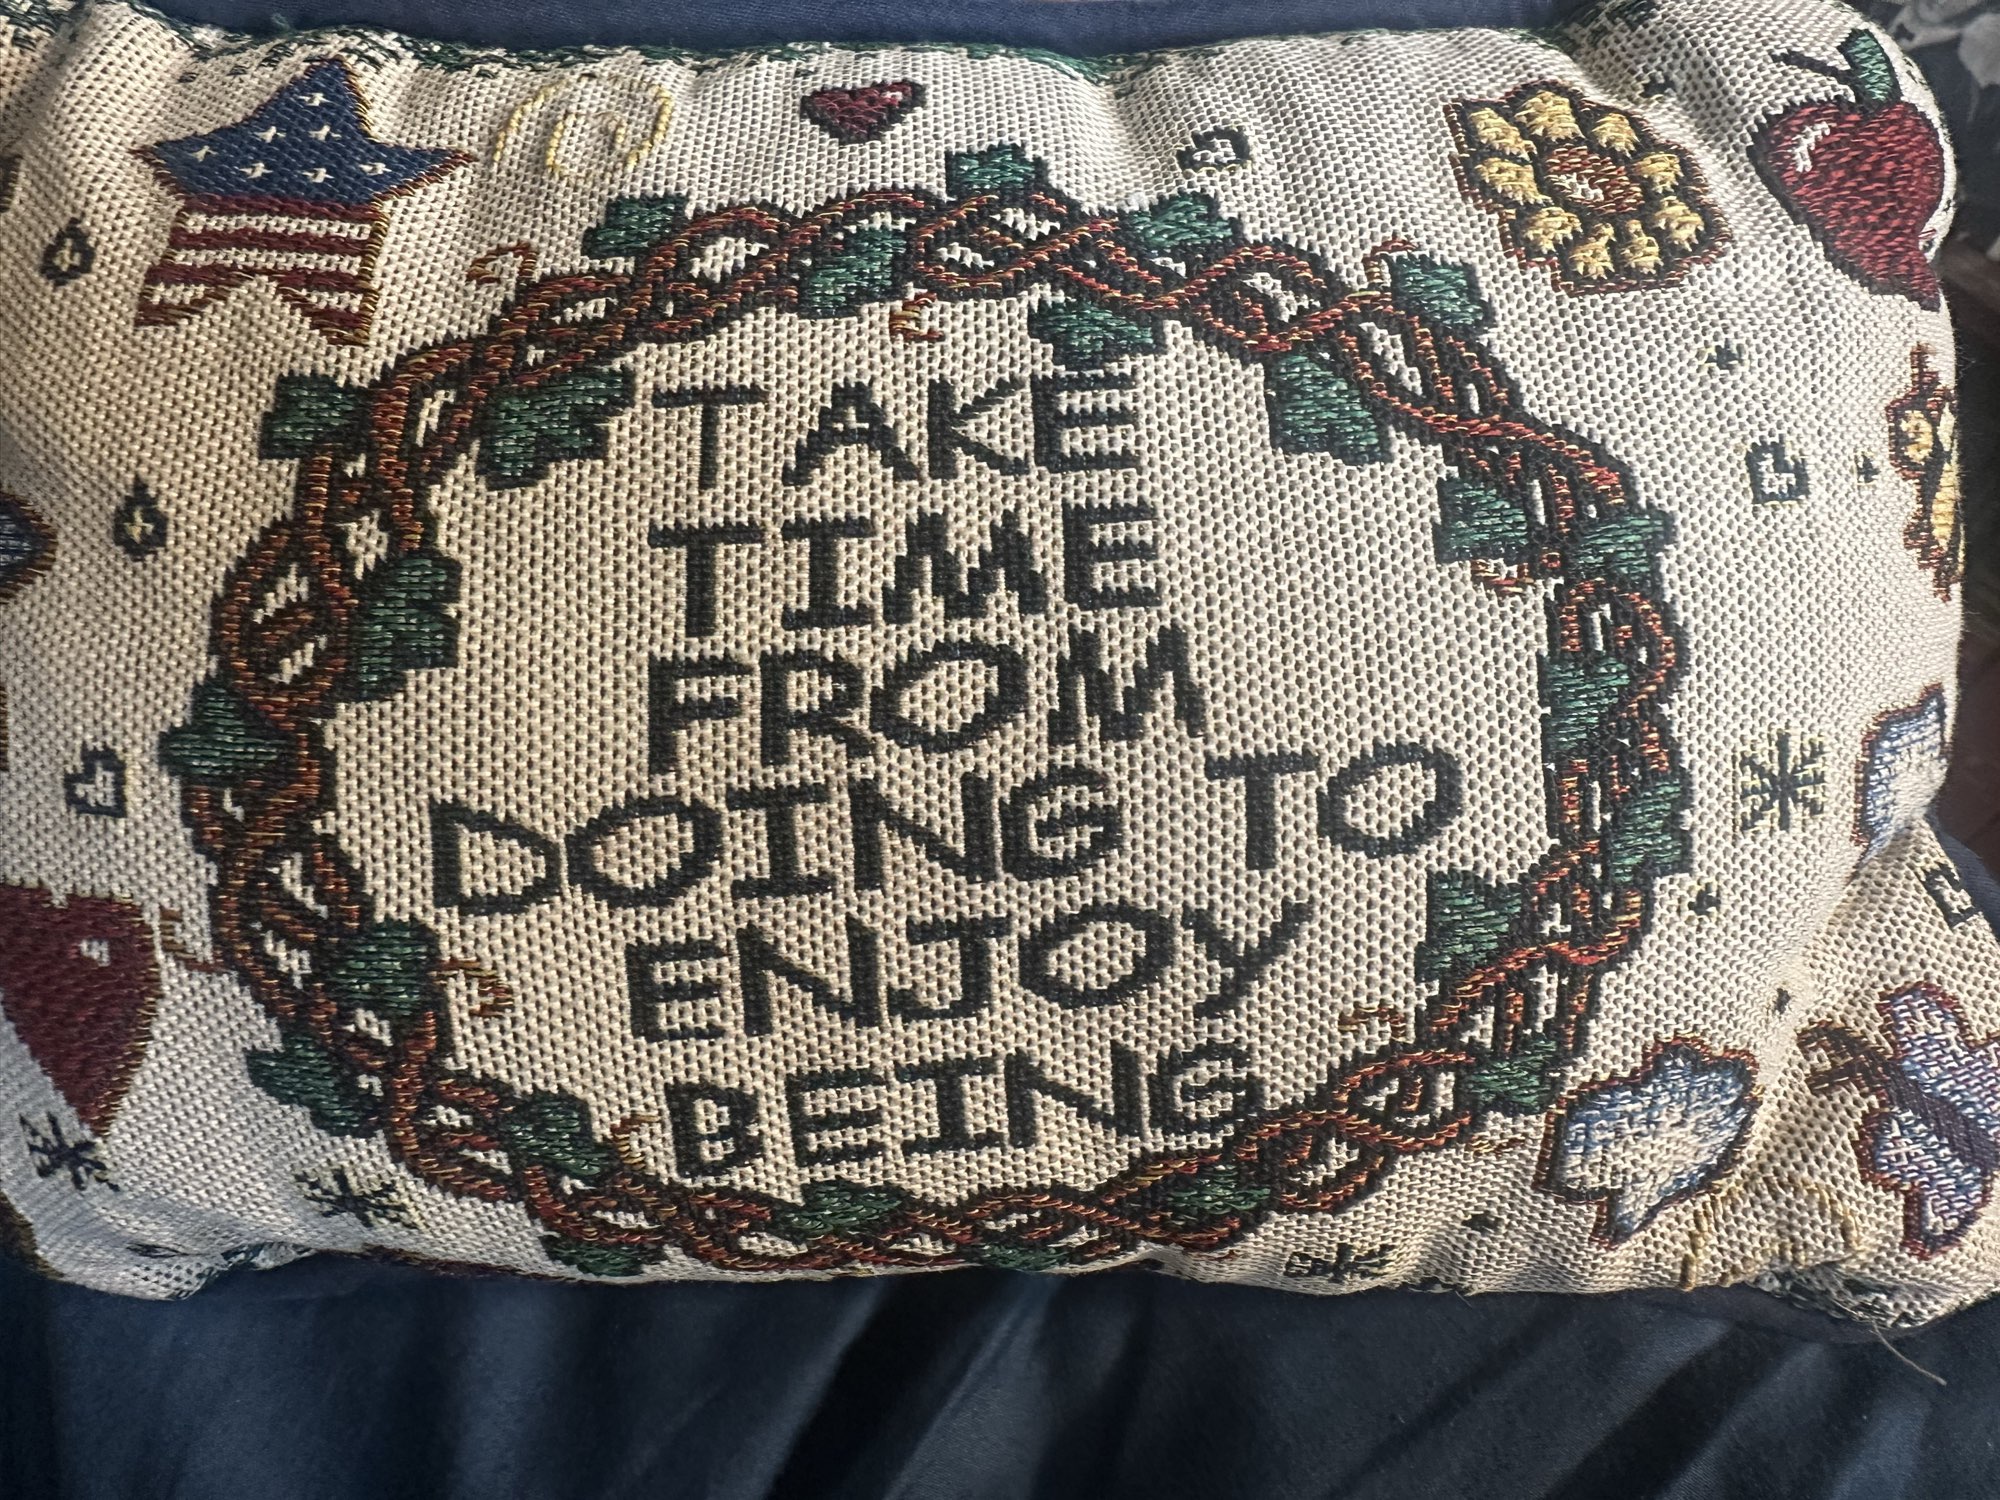 TAKE
TIME
FROM
DOING TO
ENJOY
BEING